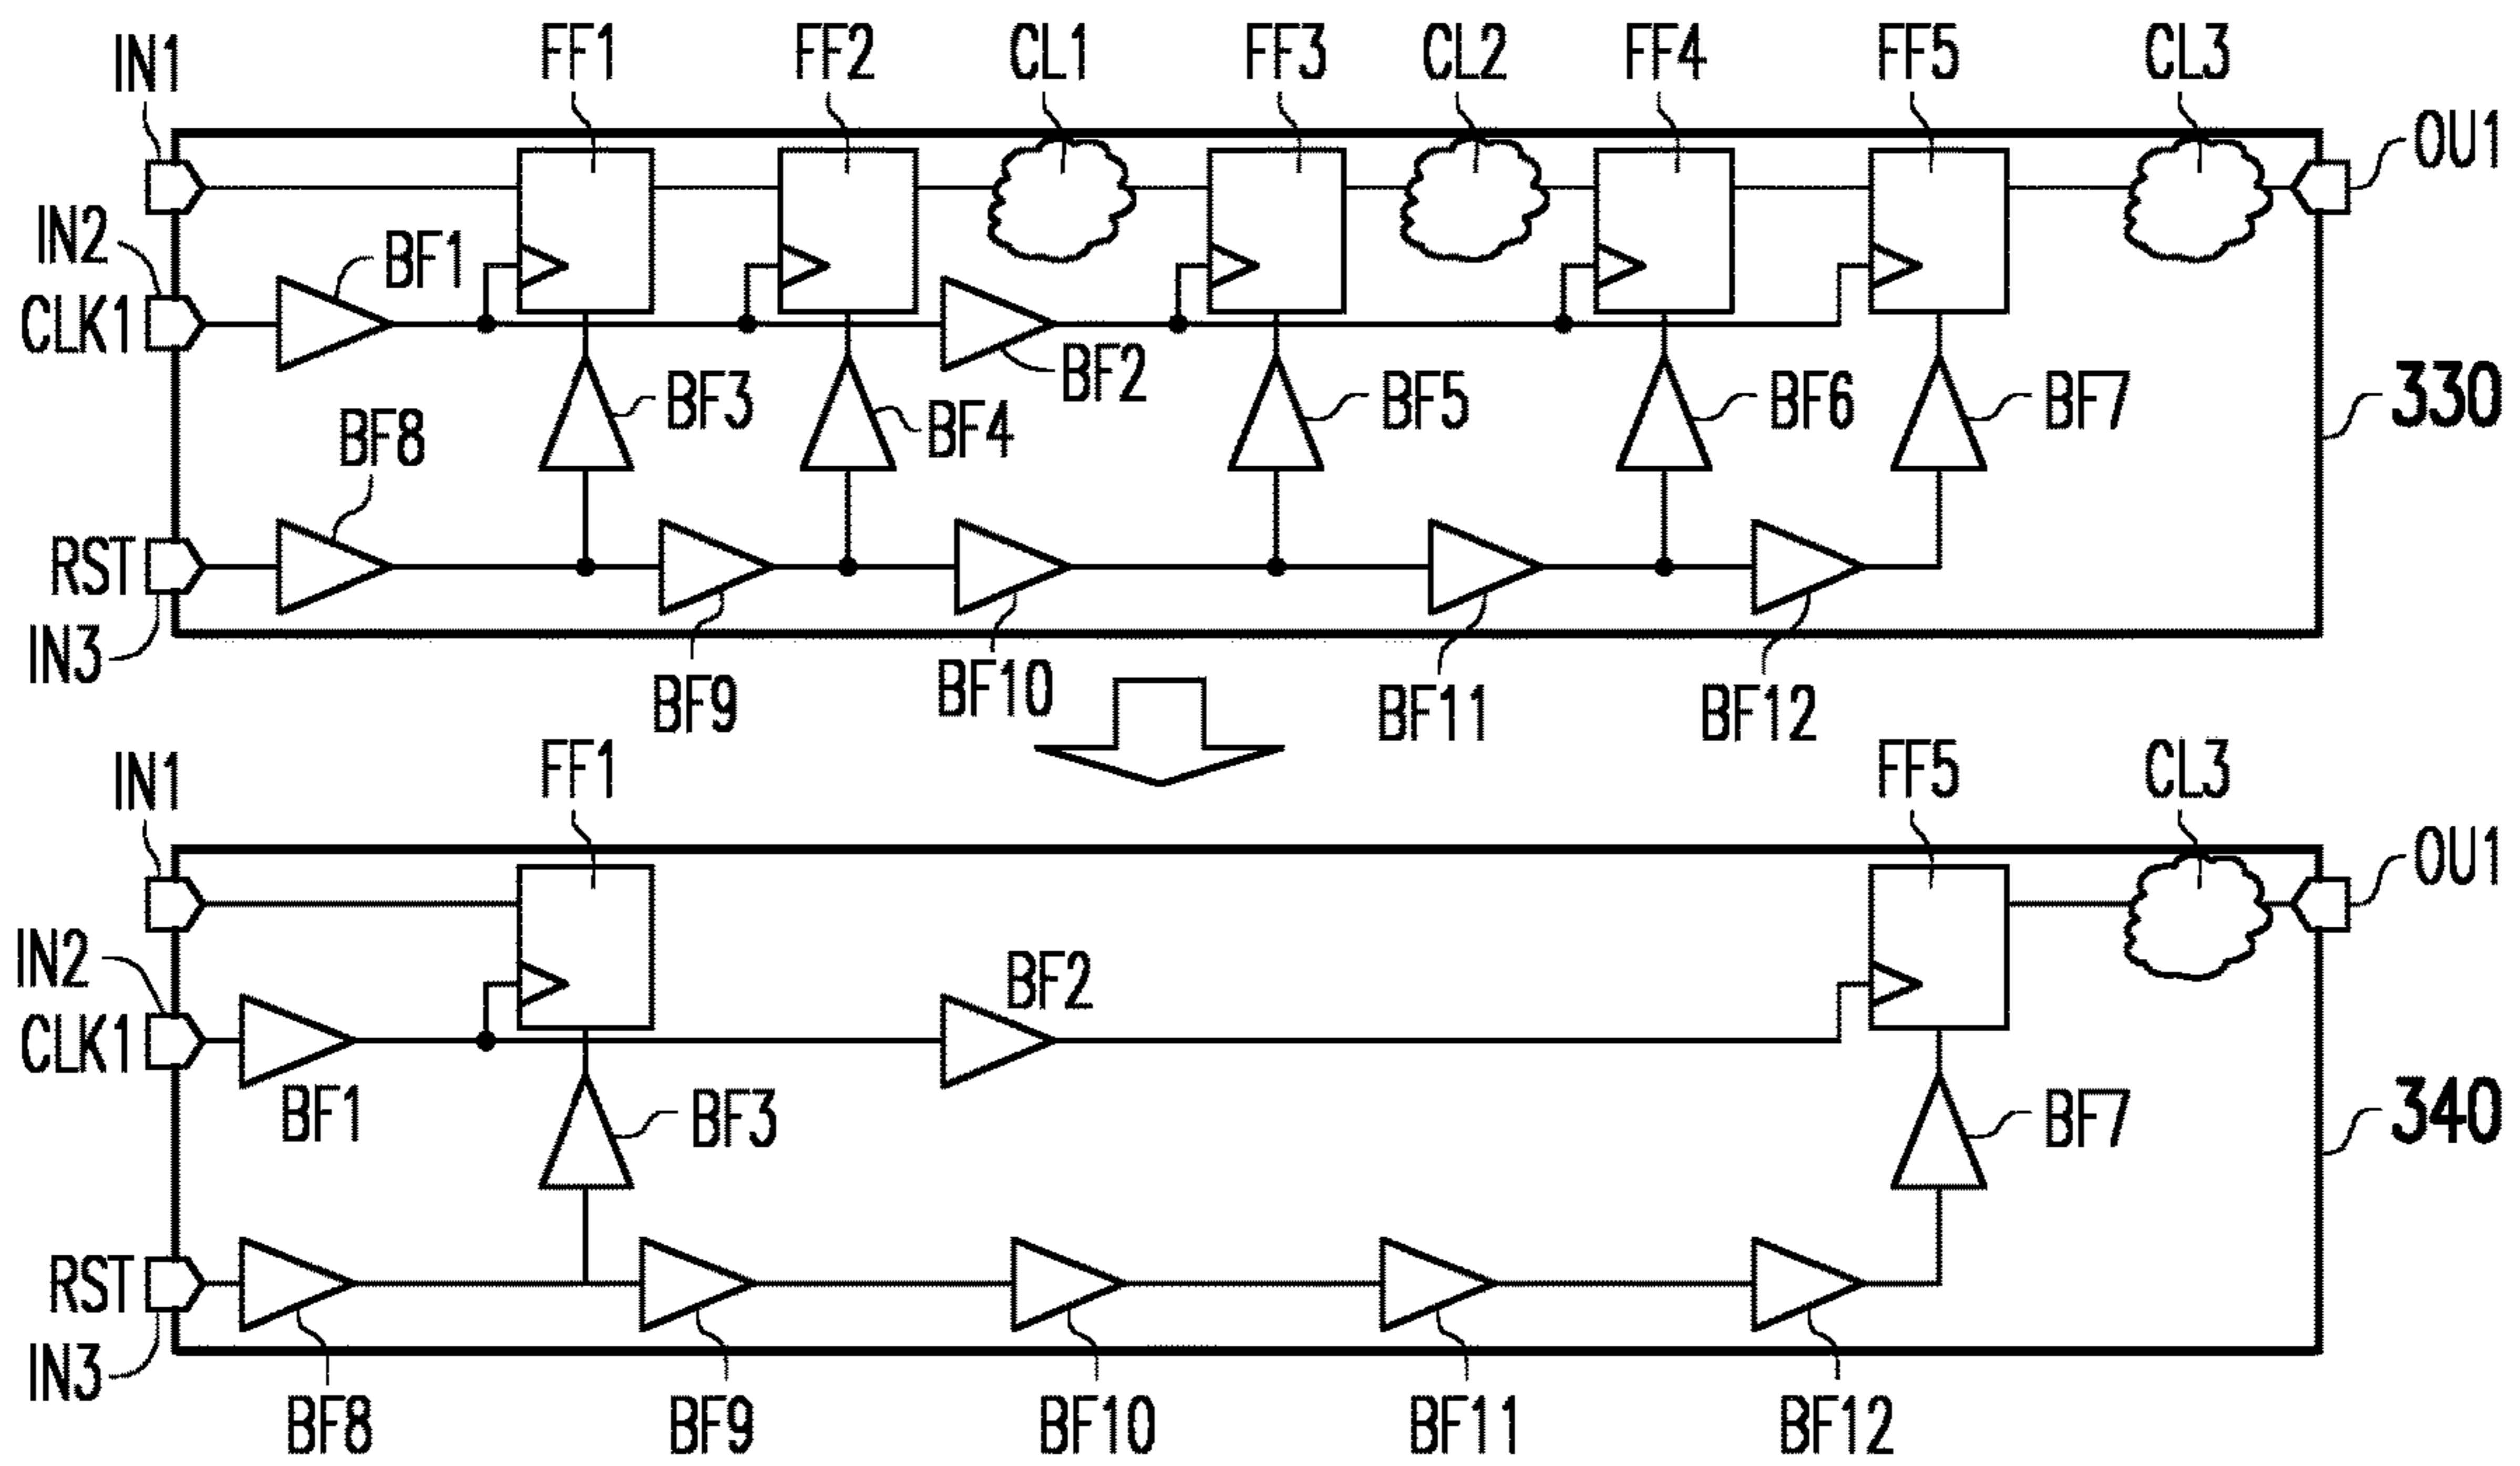 FF1 FF2 CL1 FF3 CL2 FF4 FF5 CL3
IN1
OU1
IN2
BF1
CLK1
BF2
BF3
BF4
BF5
BF6
BF7
330
BF8
RST
IN3
BF9
BF10
BF11
BF12
FF1 FF5 CL3
IN1
OU1
IN2
BF2
CLK1
BF1
BF3
BF7
340
RST
IN3
BF8 BF9 BF10 BF11 BF12